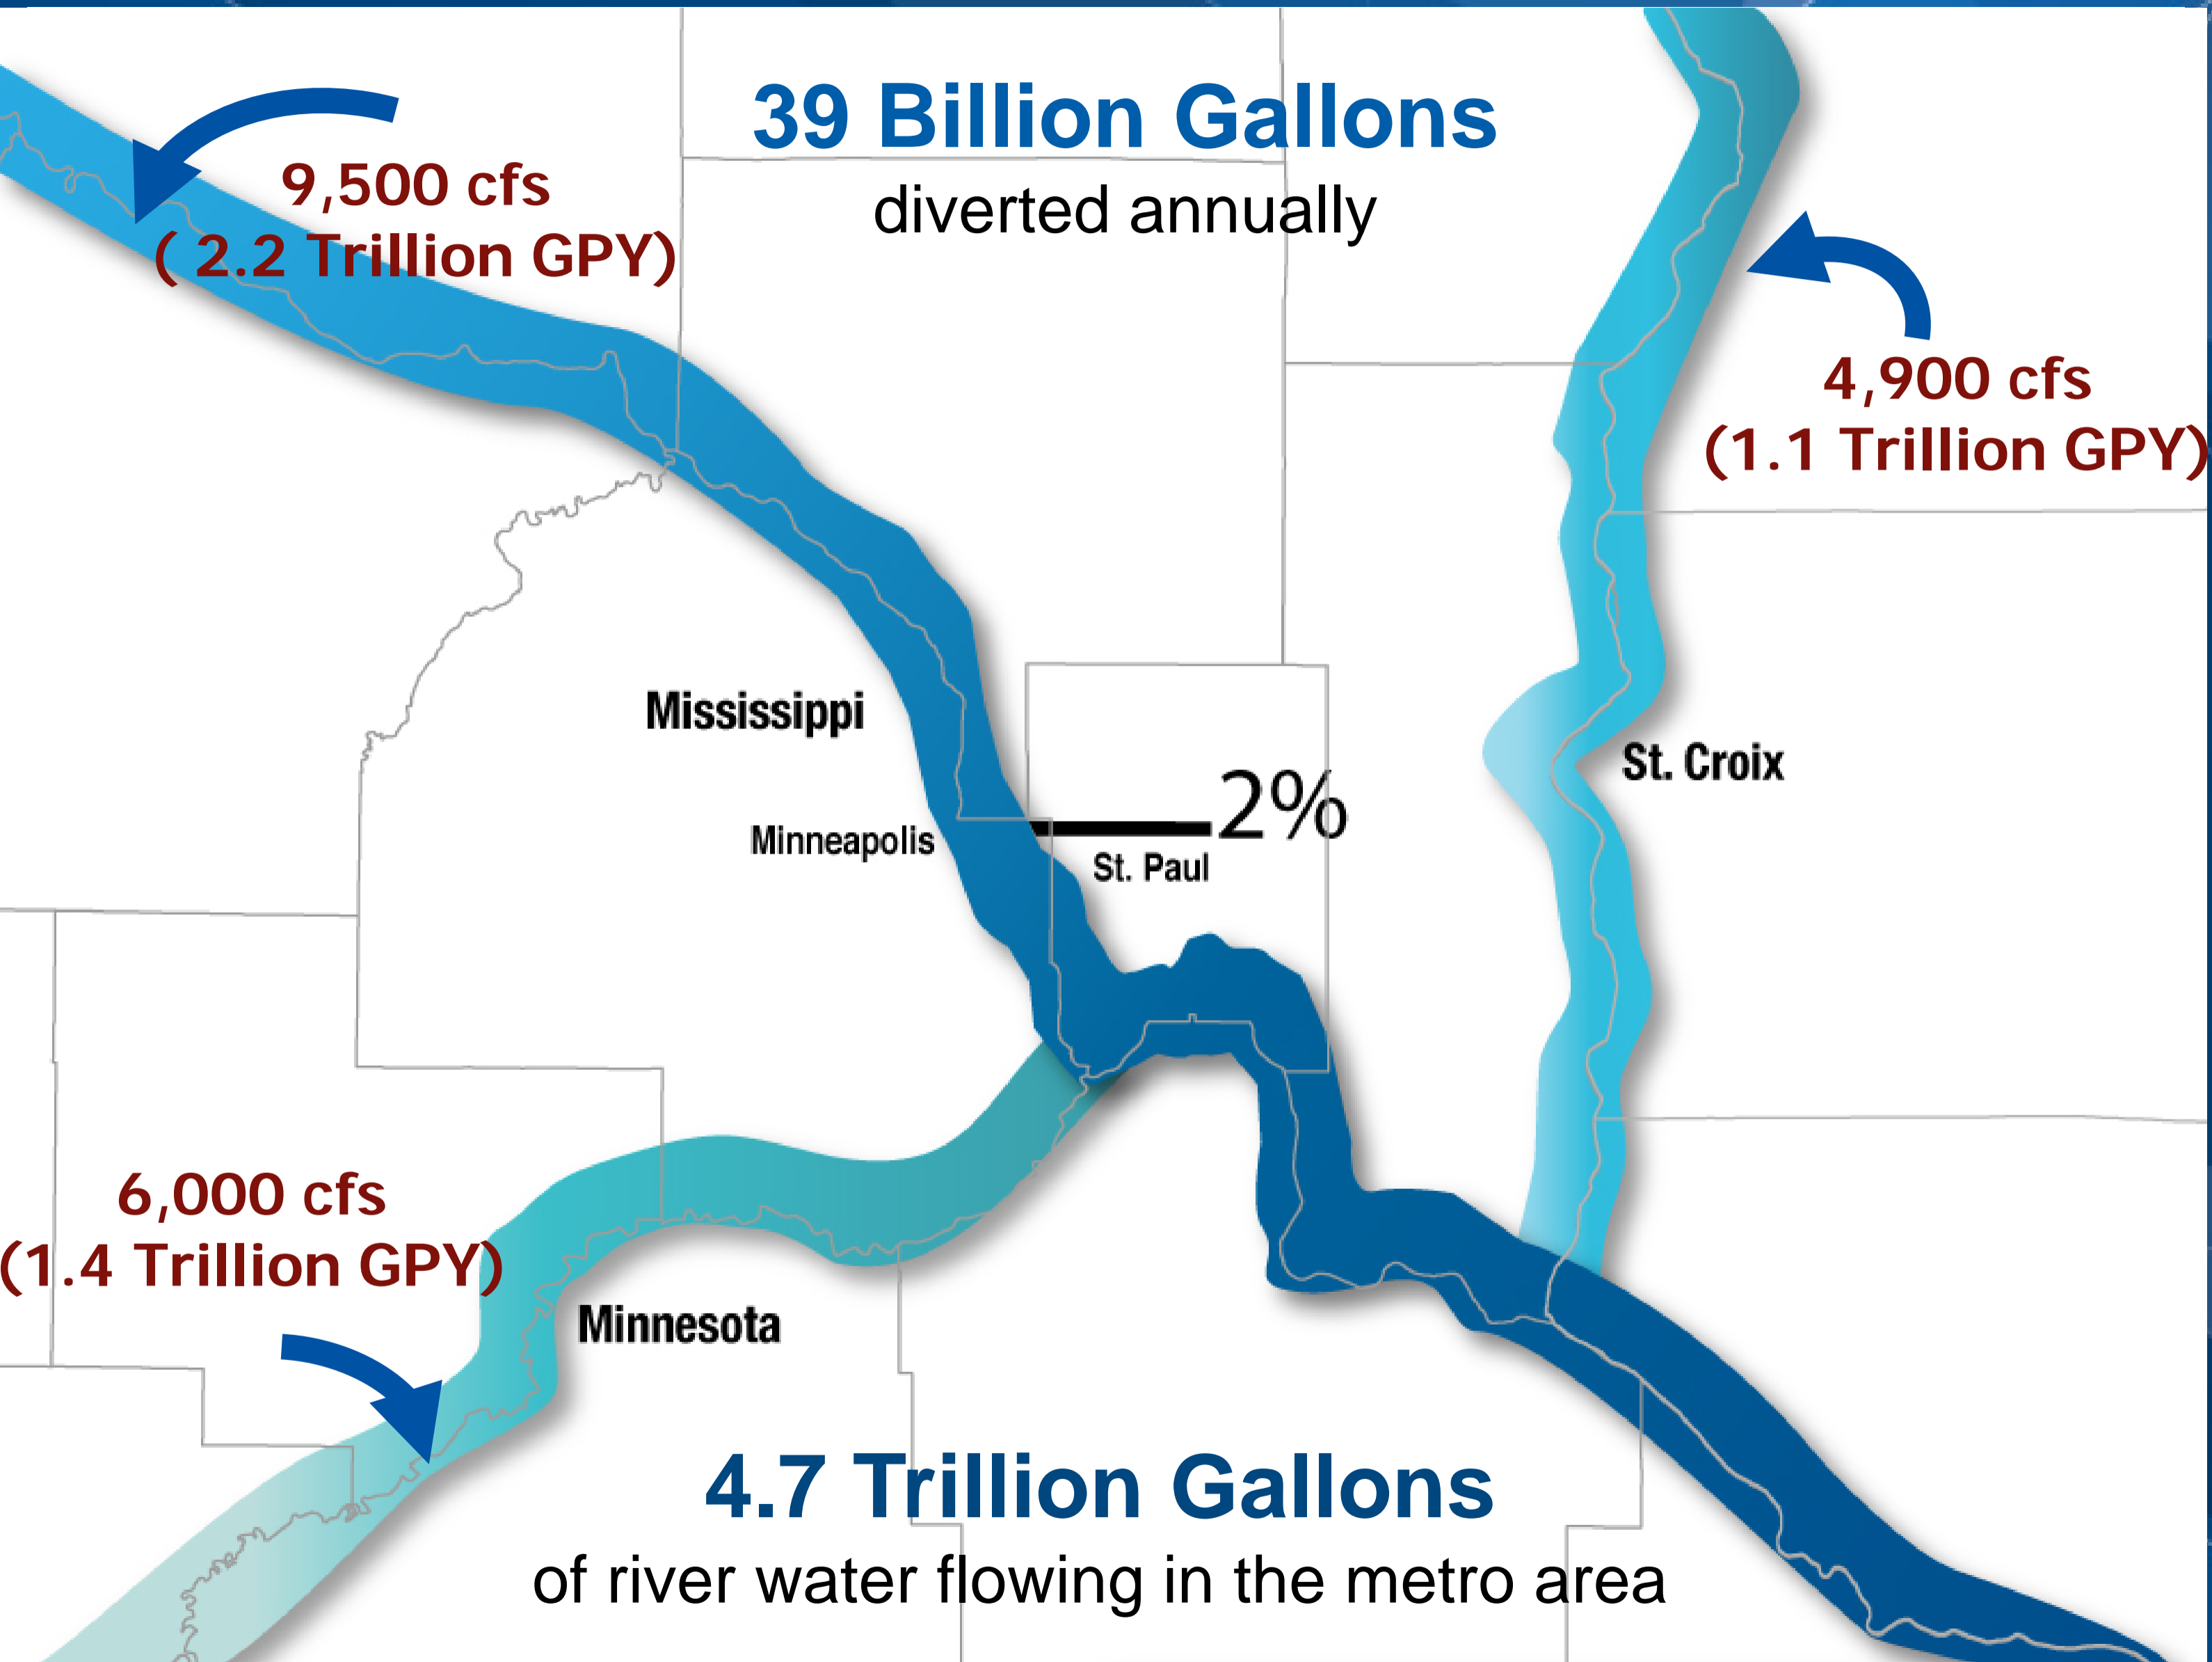 39 Billion Gallons
diverted annually
9,500 cfs
( 2.2 Trillion GPY)
4,900 cfs
(1.1 Trillion GPY)
Mississippi
St. Croix
2%
Minneapolis
St. Paul
6,000 cfs
(1.4 Trillion GPY)
Minnesota
4.7 Trillion Gallons
of river water flowing in the metro area